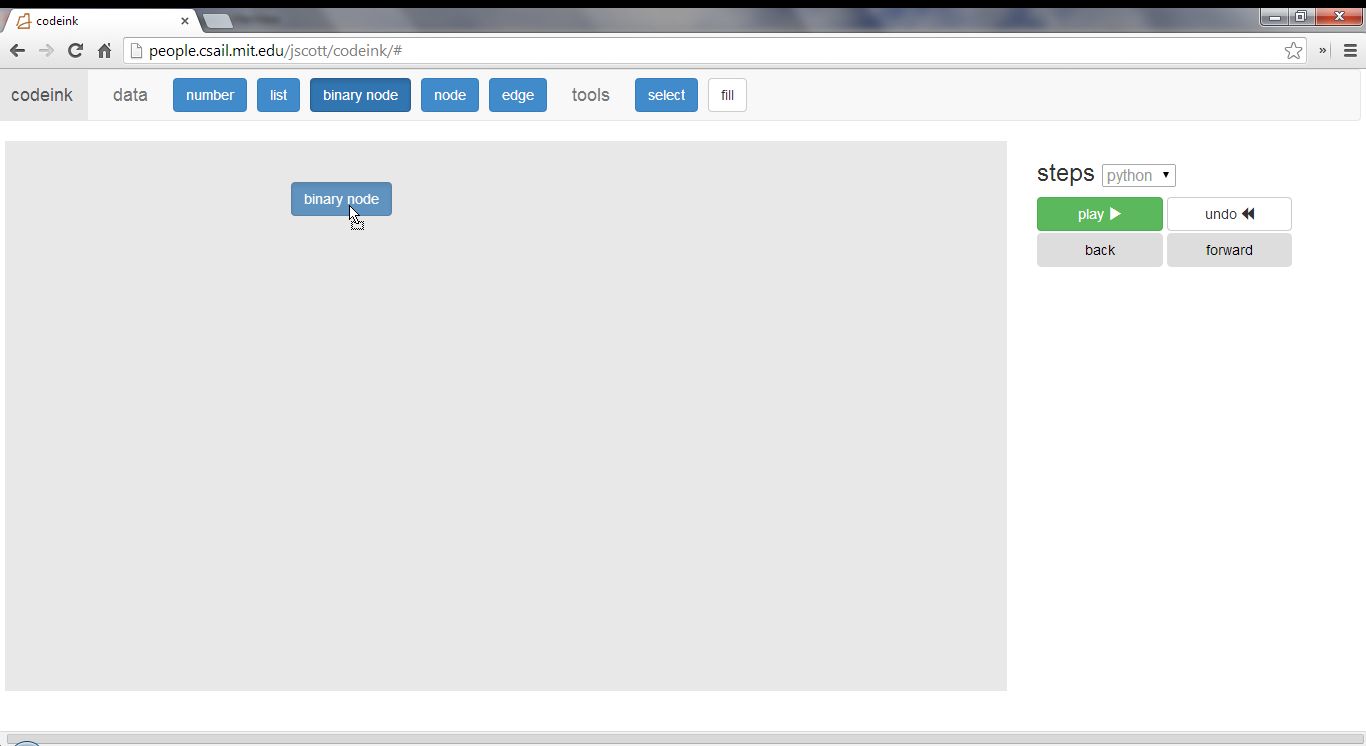 codeink
people.csail.mit.edu/jscott/codeink/#
»
codeink data number list binary node node edge tools select fill
binary node
steps python
play undo
back forward